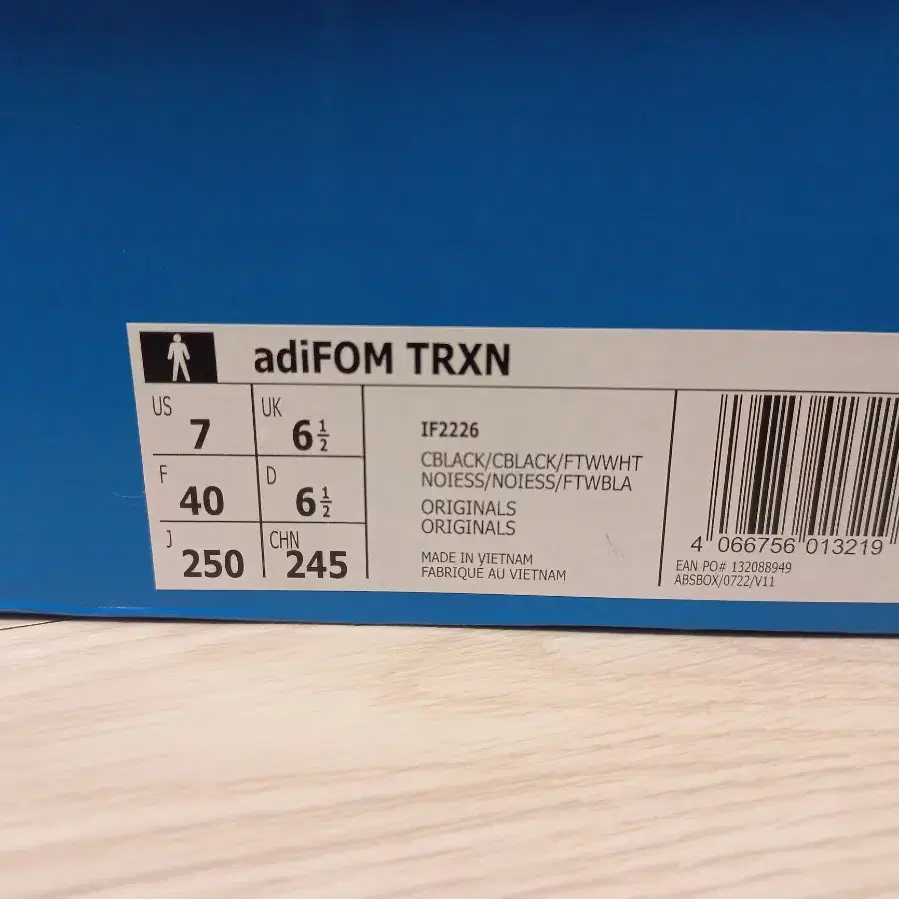 adiFOM TRXN
US 7 UK 6 1/2
F 40 D 6 1/2
J 250 CHN 245
IF2226
CBLACK/CBLACK/FTWWHT
NOIESS/NOIESS/FTWBLA
ORIGINALS
ORIGINALS
MADE IN VIETNAM
FABRIQUÉ AU VIETNAM
4 066756 013219
EAN PO# 132088949
ABSBOX/0722/V11